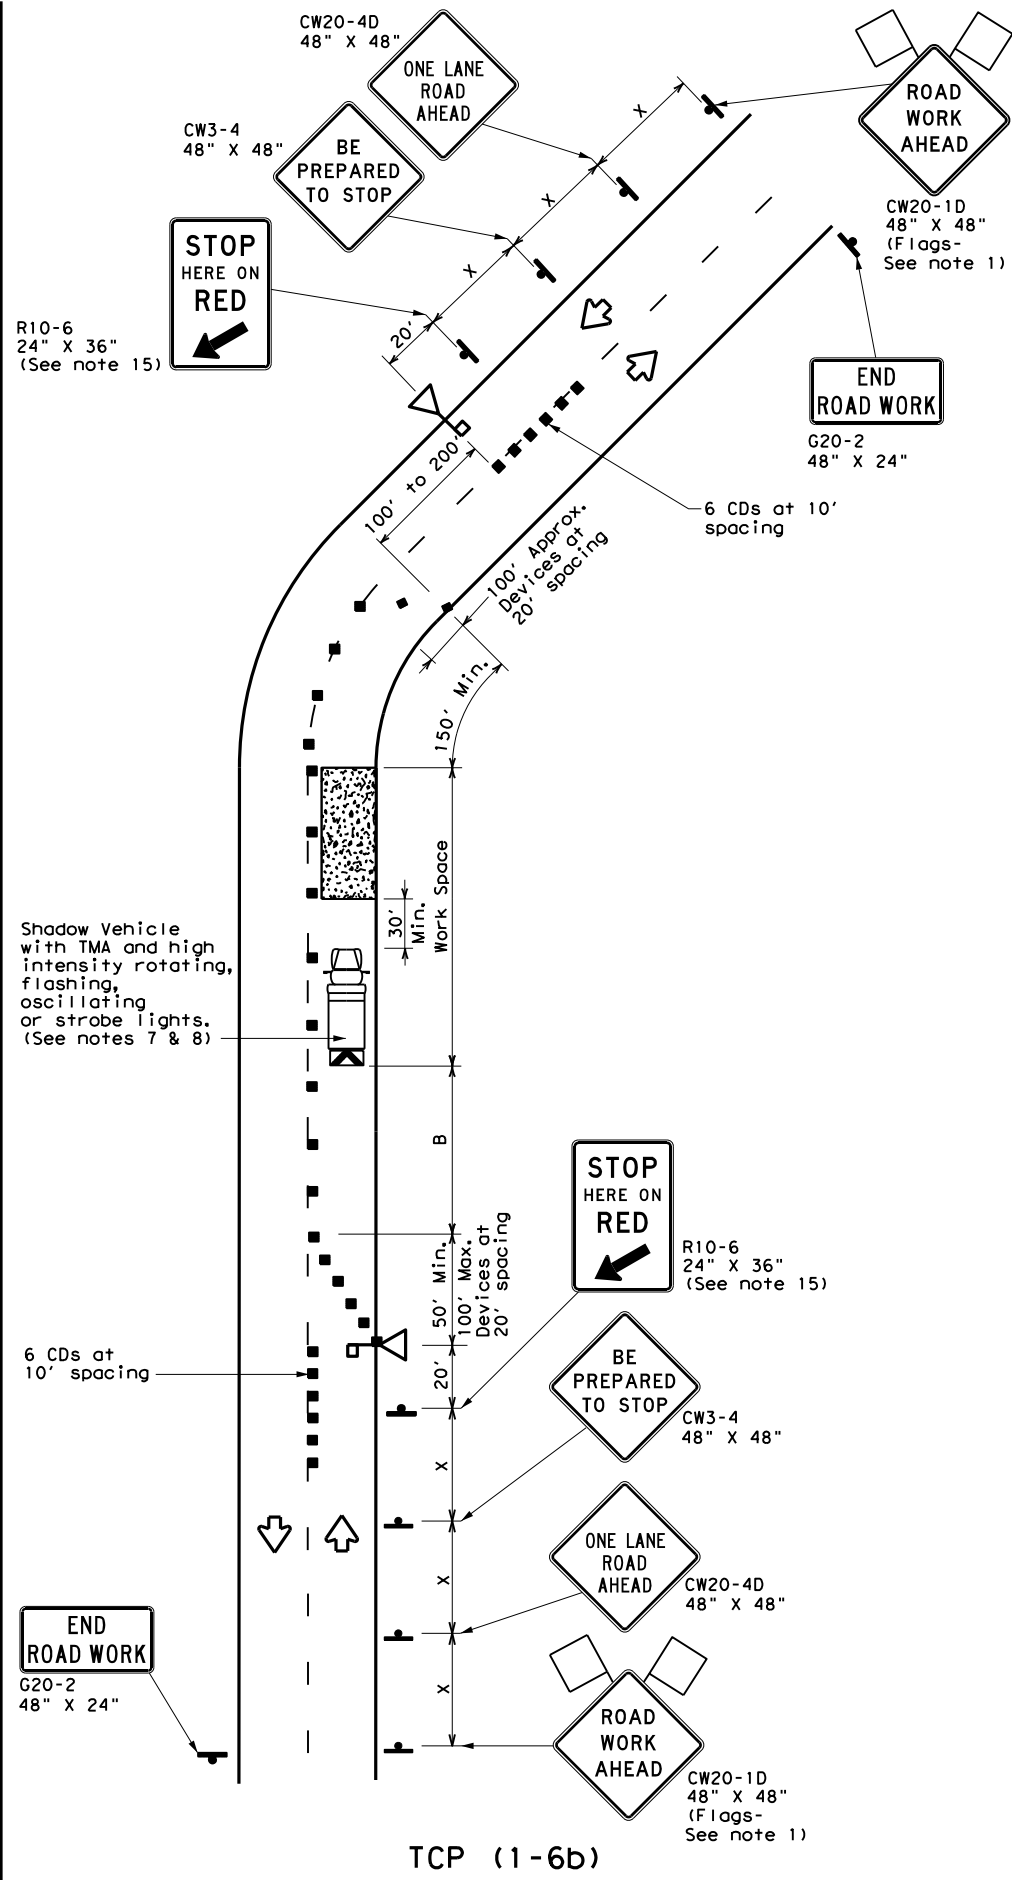 CW20-4D
48" X 48"
ONE LANE
ROAD
AHEAD
ROAD
WORK
AHEAD
CW20-1D
48" X 48"
(Flags-
See note 1)
CW3-4
48" X 48"
BE
PREPARED
TO STOP
X
X
X
20'
STOP
HERE ON
RED
R10-6
24" X 36"
(See note 15)
END
ROAD WORK
G20-2
48" X 24"
100' to 200'
6 CDs at 10'
spacing
100' Approx.
Devices at
20' spacing
150' Min.
Work Space
30'
Min.
Shadow Vehicle
with TMA and high
intensity rotating,
flashing,
oscillating
or strobe lights.
(See notes 7 & 8)
B
50' Min.
100' Max.
Devices at
20' spacing
STOP
HERE ON
RED
R10-6
24" X 36"
(See note 15)
6 CDs at
10' spacing
20'
BE
PREPARED
TO STOP
CW3-4
48" X 48"
X
ONE LANE
ROAD
AHEAD
CW20-4D
48" X 48"
X
END
ROAD WORK
G20-2
48" X 24"
X
ROAD
WORK
AHEAD
CW20-1D
48" X 48"
(Flags-
See note 1)
TCP (1-6b)